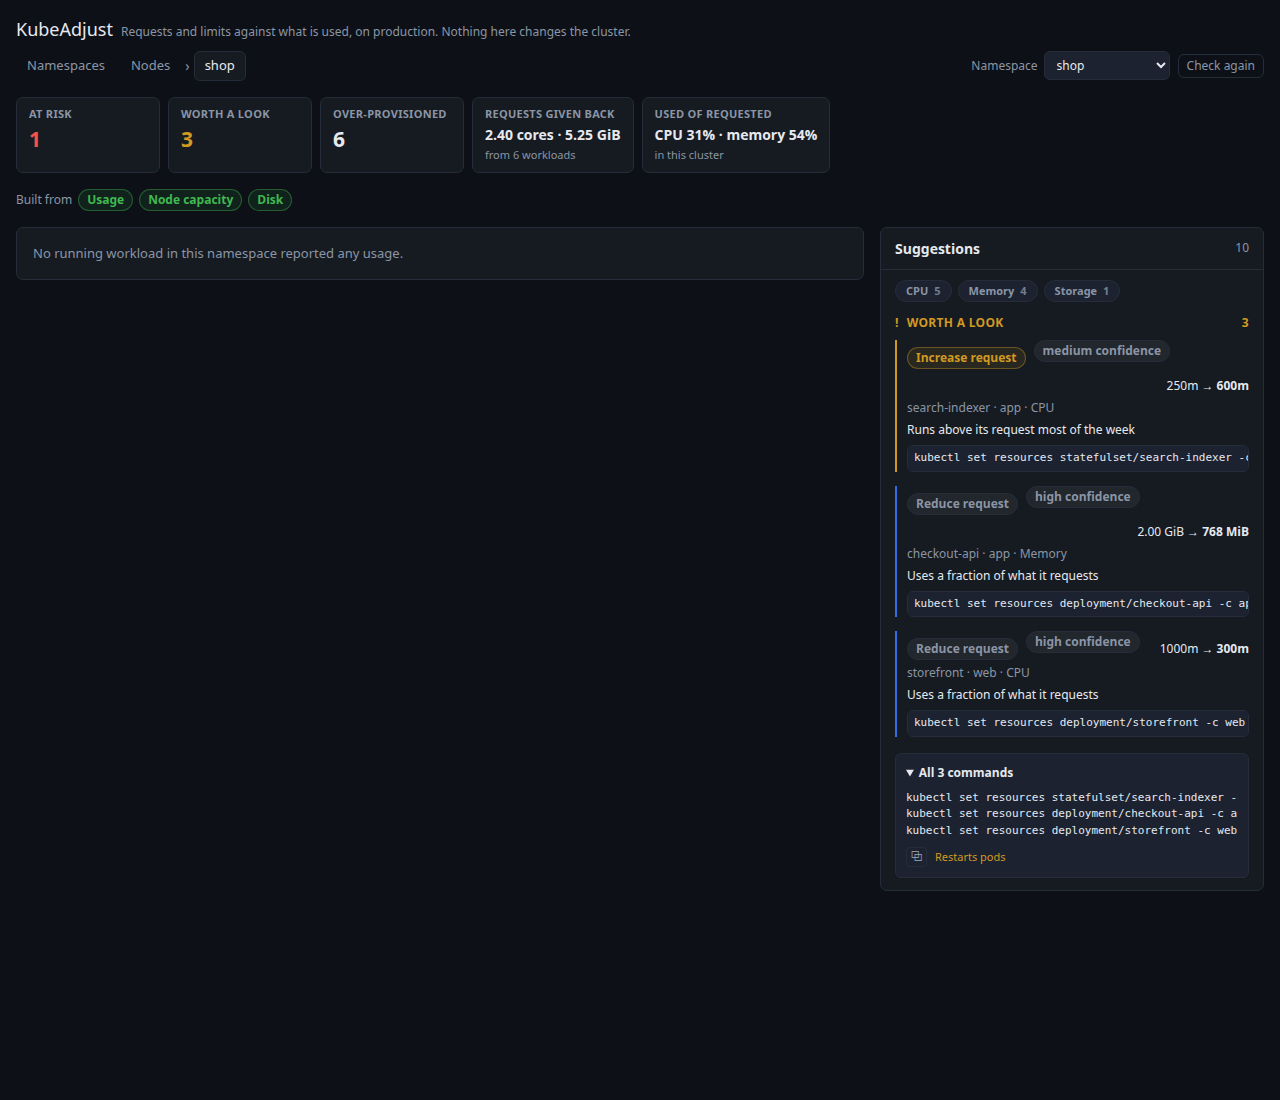 KubeAdjust Requests and limits against what is used, on production. Nothing here changes the cluster.
Namespaces Nodes › shop Namespace shop Check again
AT RISK
1
WORTH A LOOK
3
OVER-PROVISIONED
6
REQUESTS GIVEN BACK
2.40 cores · 5.25 GiB
from 6 workloads
USED OF REQUESTED
CPU 31% · memory 54%
in this cluster
Built from Usage Node capacity Disk
No running workload in this namespace reported any usage.
Suggestions 10
CPU 5 Memory 4 Storage 1
! WORTH A LOOK 3
Increase request medium confidence
250m → 600m
search-indexer · app · CPU
Runs above its request most of the week
kubectl set resources statefulset/search-indexer -c
Reduce request high confidence
2.00 GiB → 768 MiB
checkout-api · app · Memory
Uses a fraction of what it requests
kubectl set resources deployment/checkout-api -c ap
Reduce request high confidence 1000m → 300m
storefront · web · CPU
Uses a fraction of what it requests
kubectl set resources deployment/storefront -c web
▼ All 3 commands
kubectl set resources statefulset/search-indexer -
kubectl set resources deployment/checkout-api -c a
kubectl set resources deployment/storefront -c web
Restarts pods